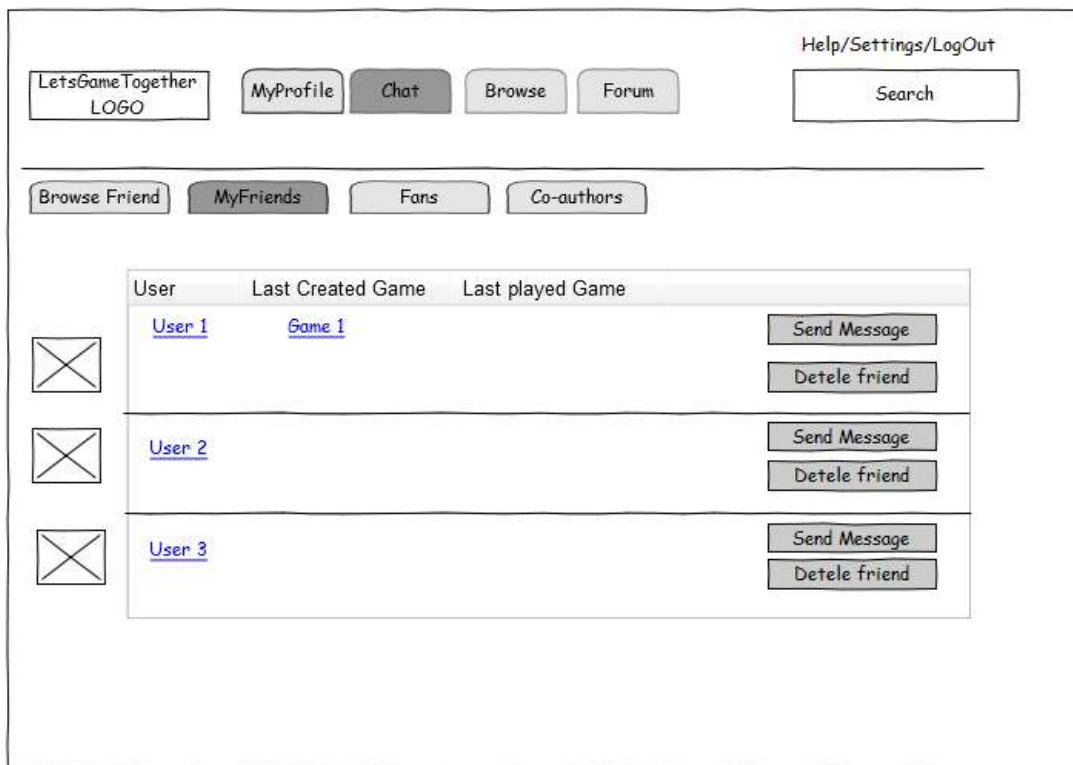 Help/Settings/LogOut
LetsGameTogether
LOGO
MyProfile Chat Browse Forum Search
Browse Friend MyFriends Fans Co-authors
User Last Created Game Last played Game
User 1 Game 1 Send Message
Detele friend
User 2 Send Message
Detele friend
User 3 Send Message
Detele friend